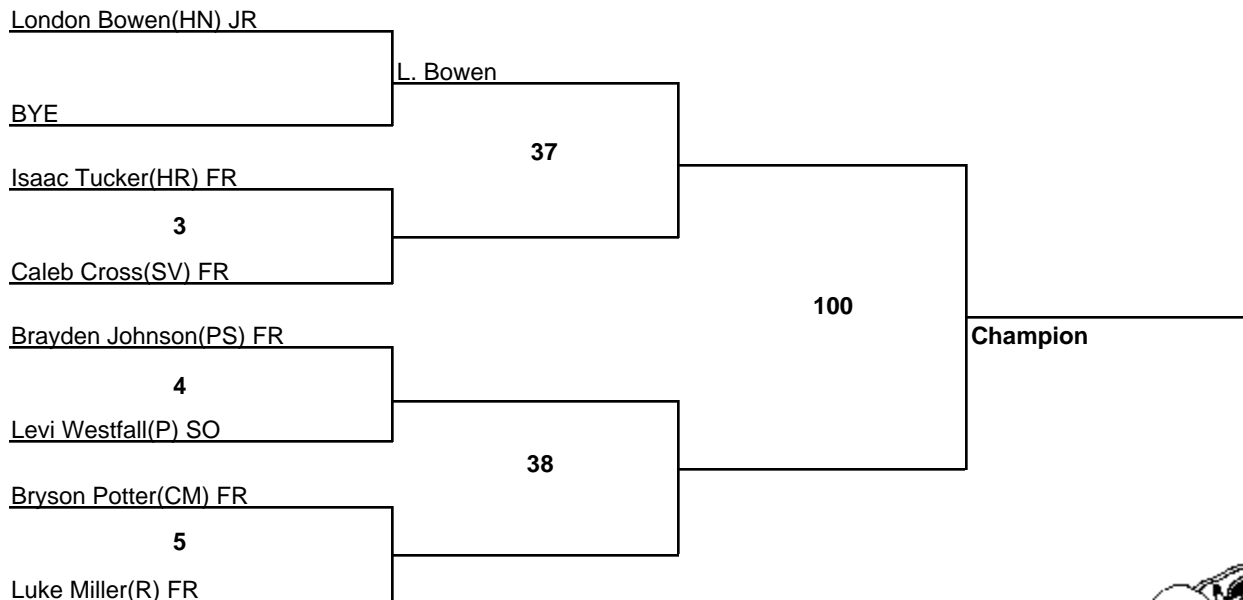 London Bowen(HN) JR
L. Bowen
BYE
37
Isaac Tucker(HR) FR
3
Caleb Cross(SV) FR
100
Brayden Johnson(PS) FR
Champion
4
Levi Westfall(P) SO
38
Bryson Potter(CM) FR
5
Luke Miller(R) FR